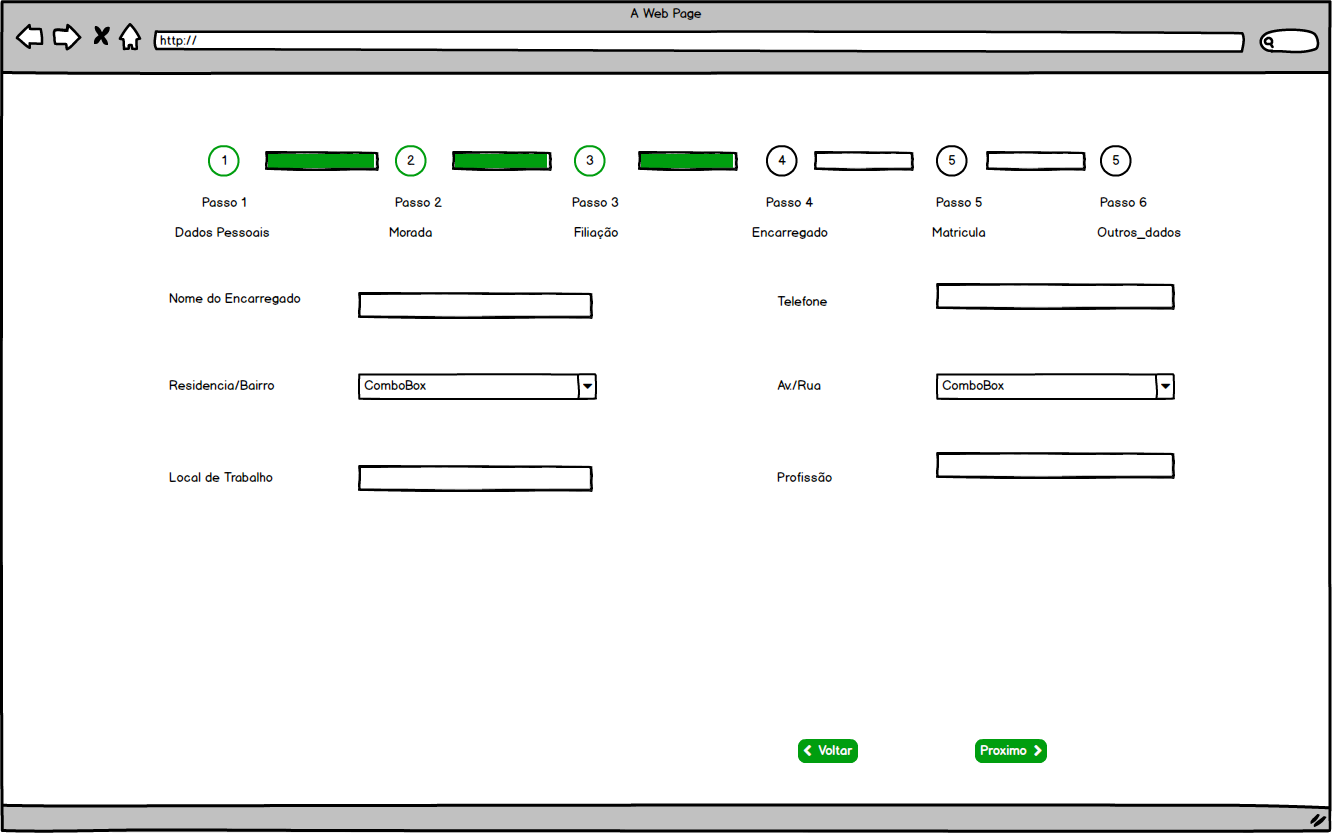 A Web Page
http://
1 2 3 4 5 5
Passo 1 Passo 2 Passo 3 Passo 4 Passo 5 Passo 6
Dados Pessoais Morada Filiação Encarregado Matricula Outros_dados
Nome do Encarregado Telefone
Residencia/Bairro ComboBox Av./Rua ComboBox
Local de Trabalho Profissão
Voltar Proximo